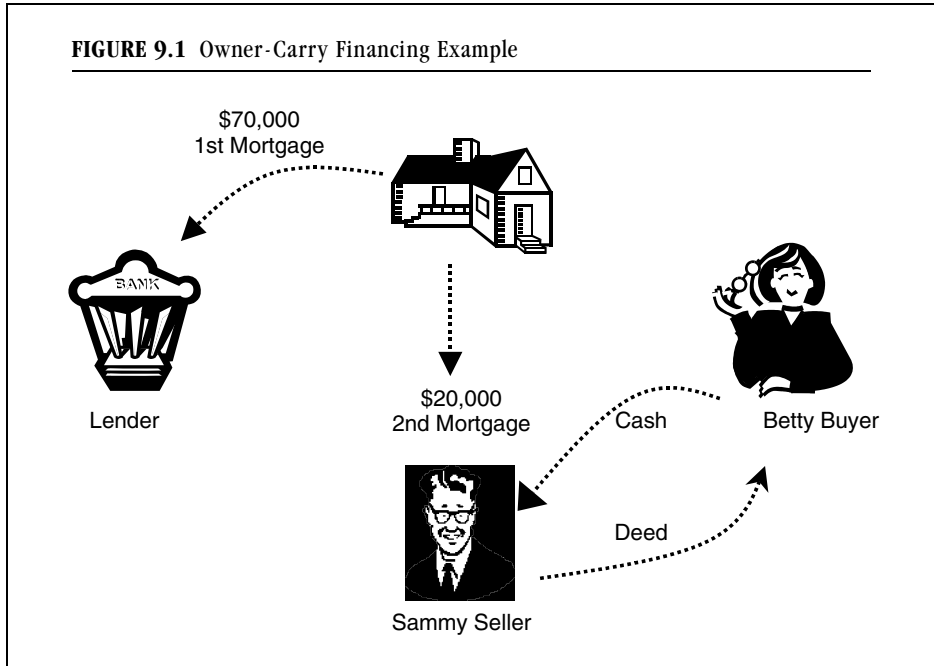 FIGURE 9.1 Owner-Carry Financing Example
$70,000
1st Mortgage
BANK
Lender
$20,000
2nd Mortgage
Cash
Betty Buyer
Deed
Sammy Seller